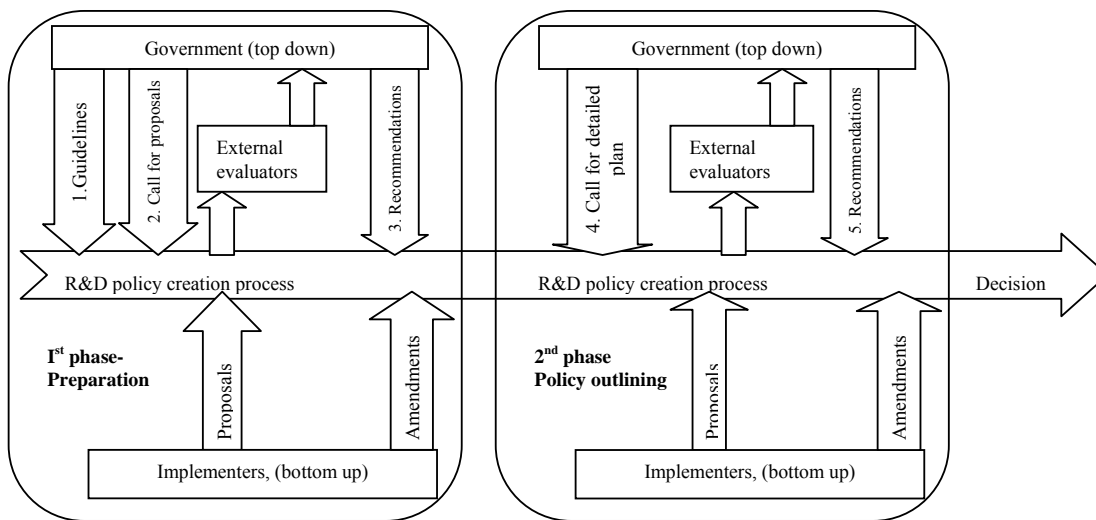 Government (top down)
1.Guidelines
2. Call for proposals
External
evaluators
3. Recommendations
R&D policy creation process
Ist phase-
Preparation
Proposals
Amendments
Implementers, (bottom up)
Government (top down)
4. Call for detailed
plan
External
evaluators
5. Recommendations
R&D policy creation process
Decision
2nd phase
Policy outlining
Proposals
Amendments
Implementers, (bottom up)